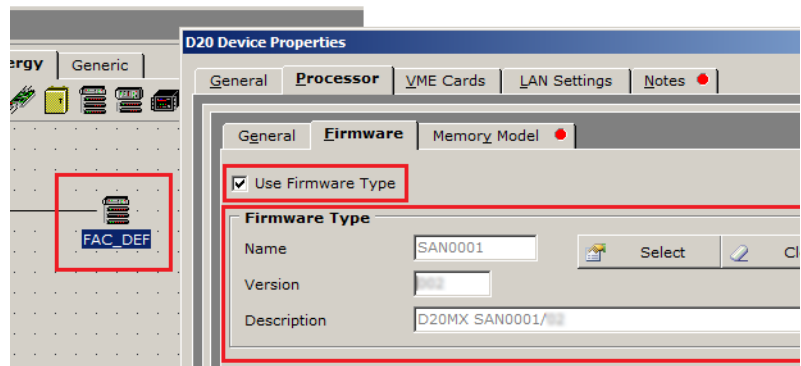 D20 Device Properties
ergy Generic
General Processor VME Cards LAN Settings Notes
General Firmware Memory Model
Use Firmware Type
FAC_DEF
Firmware Type
Name SAN0001 Select Cl
Version
Description D20MX SAN0001/